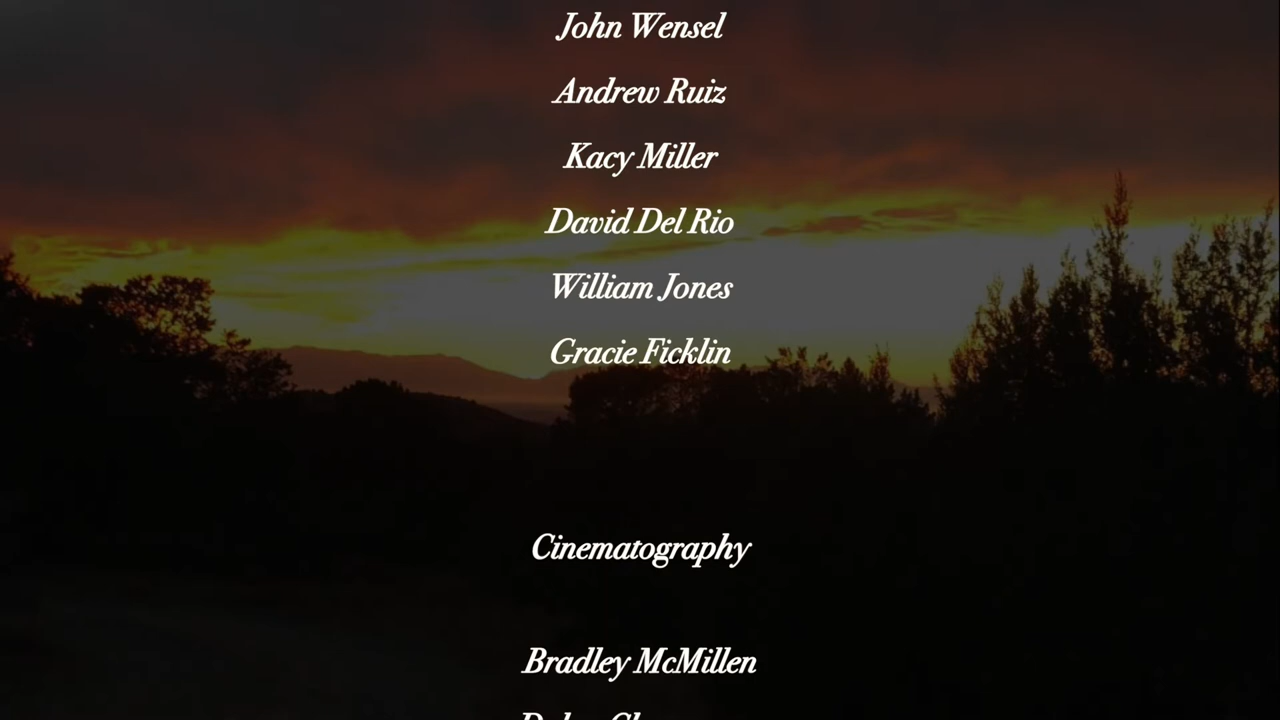 John Wensel
Andrew Ruiz
Kacy Miller
David Del Rio
William Jones
Gracie Ficklin
Cinematography
Bradley McMillen